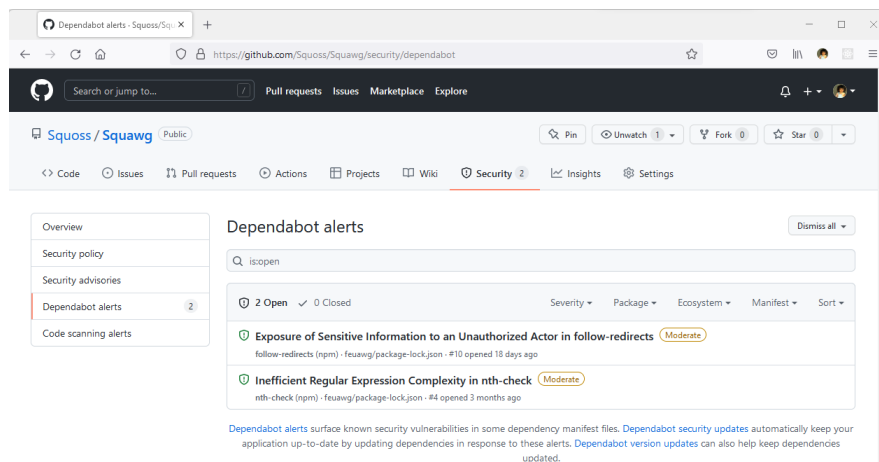 Dependabot alerts - Squoss/Squ
https://github.com/Squoss/Squawg/security/dependabot
Search or jump to... / Pull requests Issues Marketplace Explore
Squoss / Squawg Public Pin Unwatch 1 Fork 0 Star 0
Code Issues Pull requests Actions Projects Wiki Security 2 Insights Settings
Overview
Security policy
Security advisories
Dependabot alerts 2
Code scanning alerts
Dependabot alerts Dismiss all
is:open
2 Open 0 Closed Severity Package Ecosystem Manifest Sort
Exposure of Sensitive Information to an Unauthorized Actor in follow-redirects Moderate
follow-redirects (npm) · feuawg/package-lock.json · #10 opened 18 days ago
Inefficient Regular Expression Complexity in nth-check Moderate
nth-check (npm) · feuawg/package-lock.json · #4 opened 3 months ago
Dependabot alerts surface known security vulnerabilities in some dependency manifest files. Dependabot security updates automatically keep your
application up-to-date by updating dependencies in response to these alerts. Dependabot version updates can also help keep dependencies
updated.